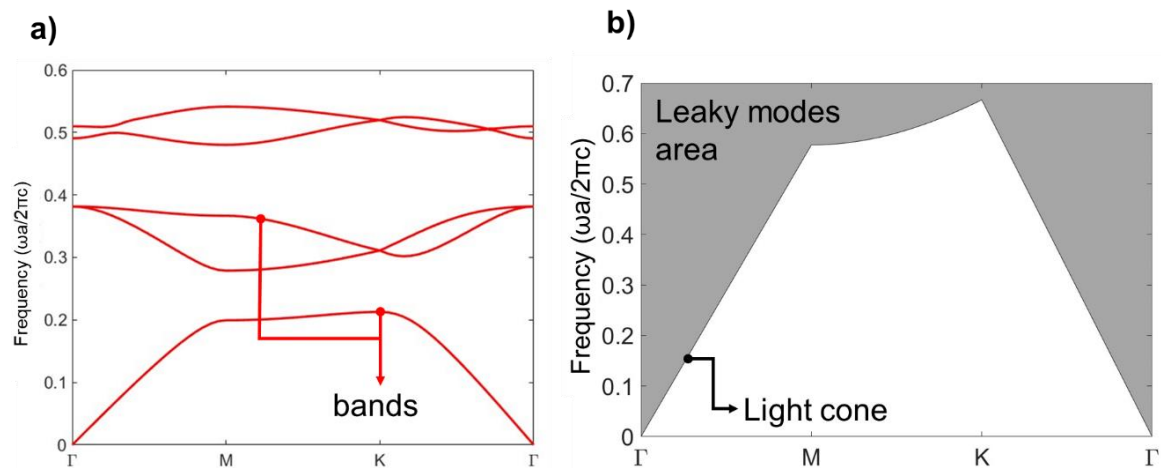 a)
Frequency (ωa/2πc)
0.6
0.5
0.4
0.3
0.2
0.1
0
Γ
M
K
Γ
bands
b)
Frequency (ωa/2πc)
0.7
0.6
0.5
0.4
0.3
0.2
0.1
0
Γ
M
K
Γ
Leaky modes
area
Light cone